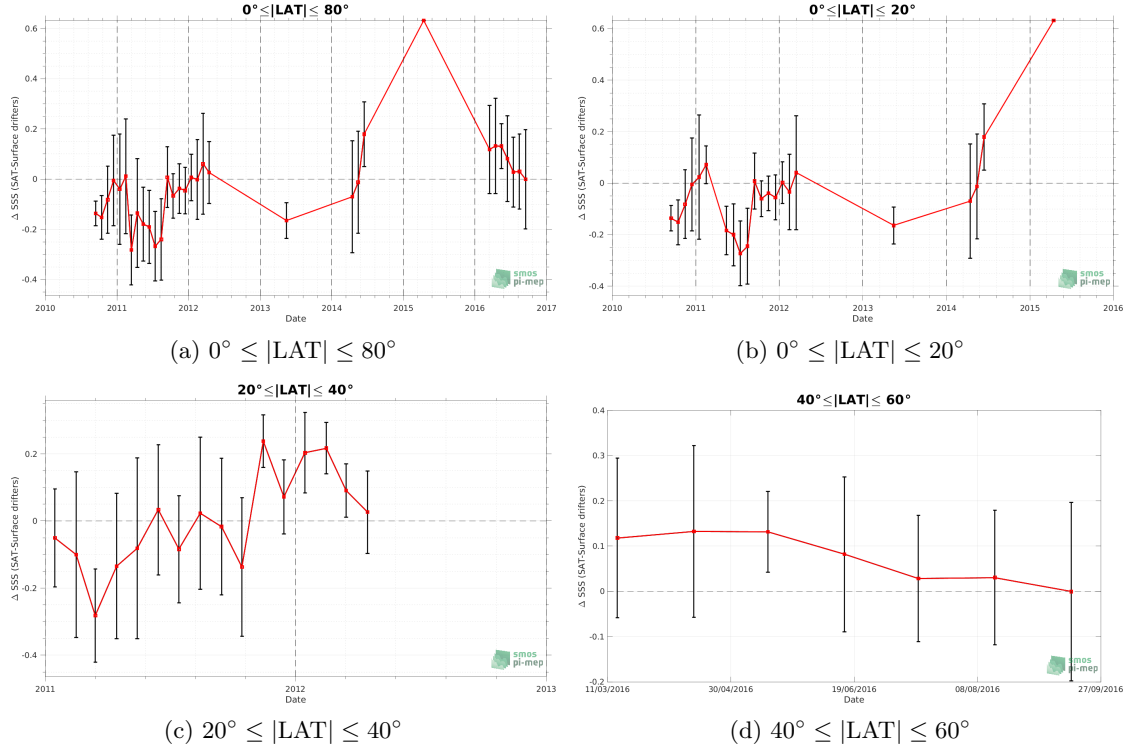 0°≤|LAT|≤ 80°
0.6
0.4
0.2
0
-0.2
-0.4
Δ SSS (SAT-Surface drifters)
2010 2011 2012 2013 2014 2015 2016 2017
Date
smos
pi-mep
(a) 0° ≤ |LAT| ≤ 80°
0°≤|LAT|≤ 20°
0.6
0.4
0.2
0
-0.2
-0.4
Δ SSS (SAT-Surface drifters)
2010 2011 2012 2013 2014 2015 2016
Date
smos
pi-mep
(b) 0° ≤ |LAT| ≤ 20°
20°≤|LAT|≤ 40°
0.2
0
-0.2
-0.4
Δ SSS (SAT-Surface drifters)
2011 2012 2013
Date
smos
pi-mep
(c) 20° ≤ |LAT| ≤ 40°
40°≤|LAT|≤ 60°
0.4
0.3
0.2
0.1
0
-0.1
-0.2
Δ SSS (SAT-Surface drifters)
11/03/2016 30/04/2016 19/06/2016 08/08/2016 27/09/2016
Date
smos
pi-mep
(d) 40° ≤ |LAT| ≤ 60°